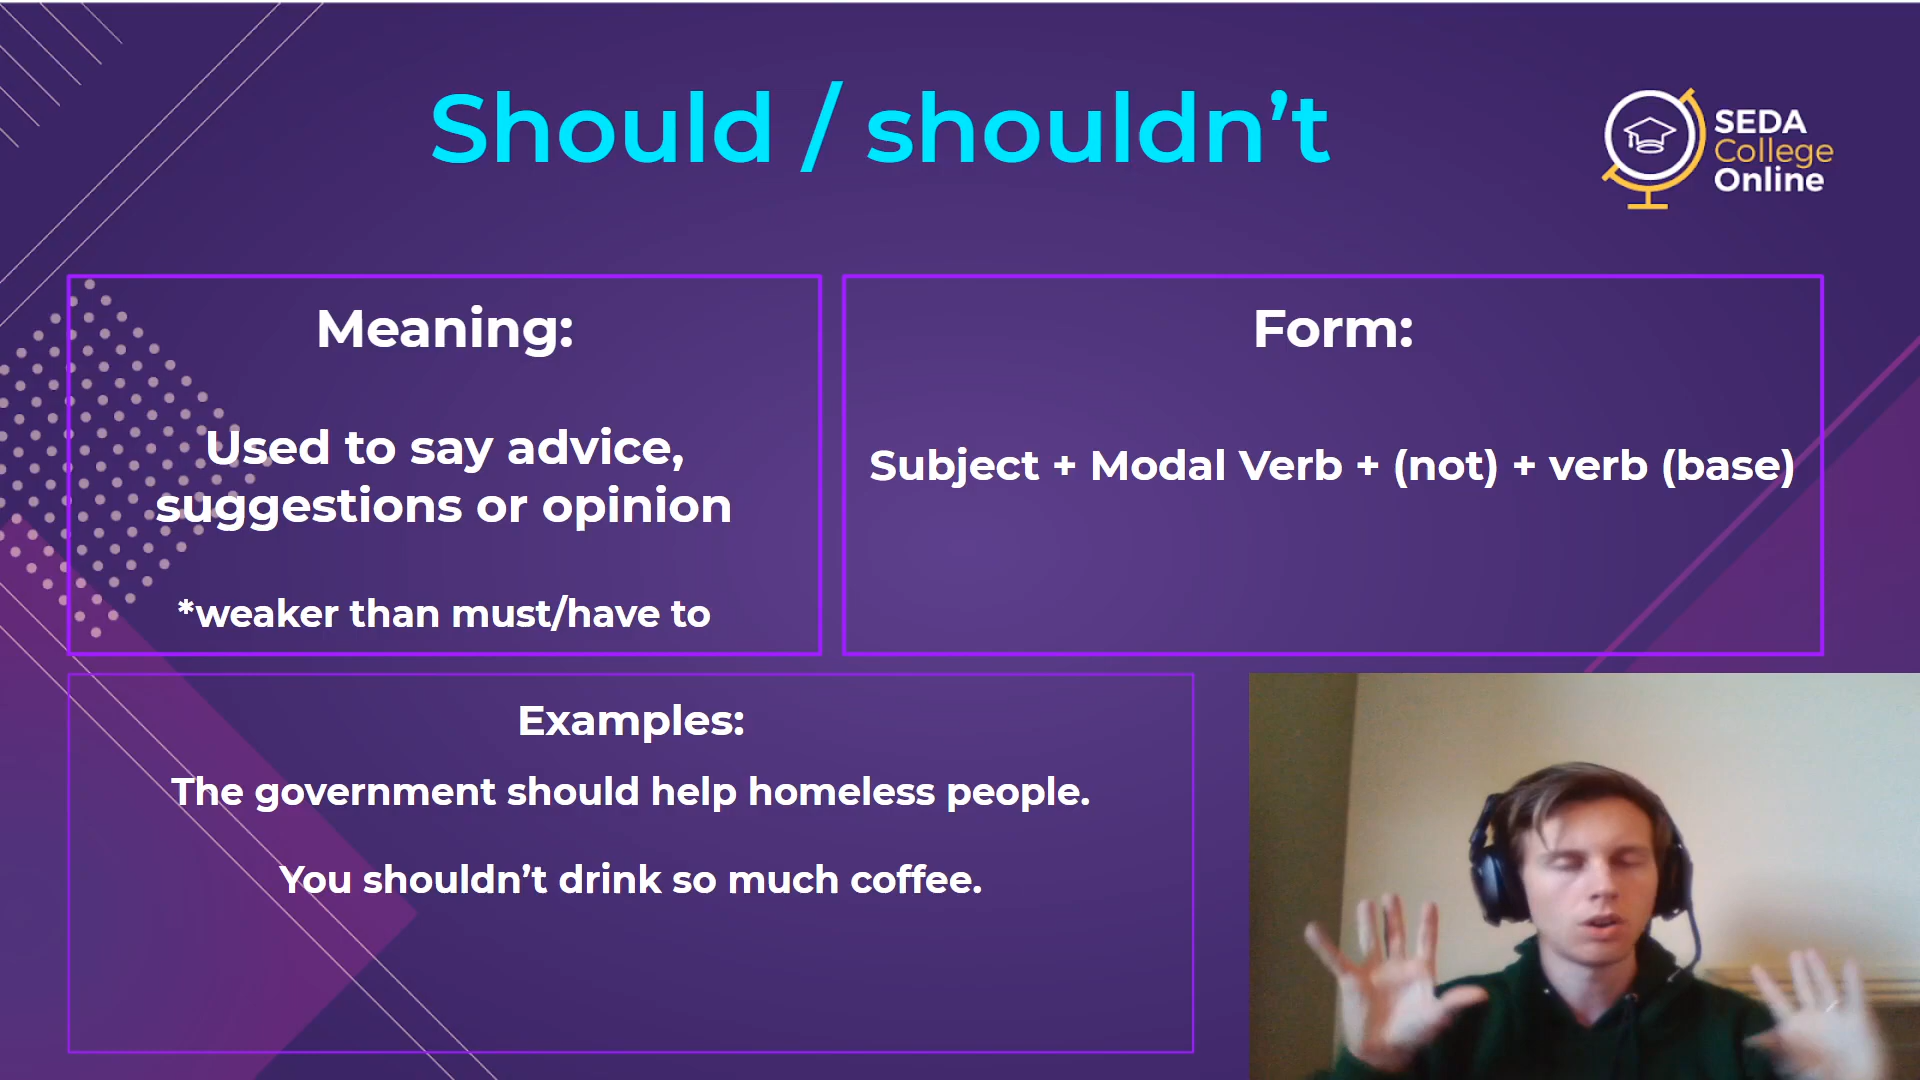 Should / shouldn’t
SEDA
College
Online
Meaning:
Used to say advice,
suggestions or opinion
*weaker than must/have to
Form:
Subject + Modal Verb + (not) + verb (base)
Examples:
The government should help homeless people.
You shouldn’t drink so much coffee.